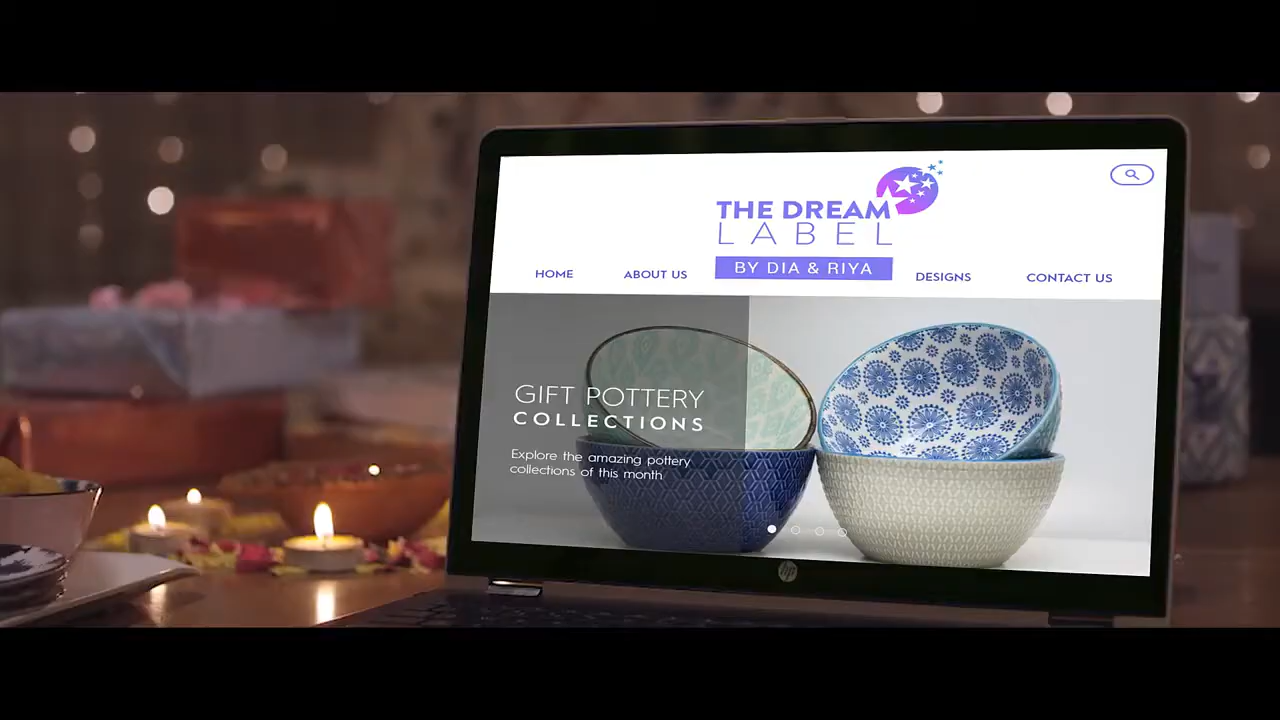 THE DREAM
LABEL
BY DIA & RIYA
HOME
ABOUT US
DESIGNS
CONTACT US
GIFT POTTERY
COLLECTIONS
Explore the amazing pottery
collections of this month
hp